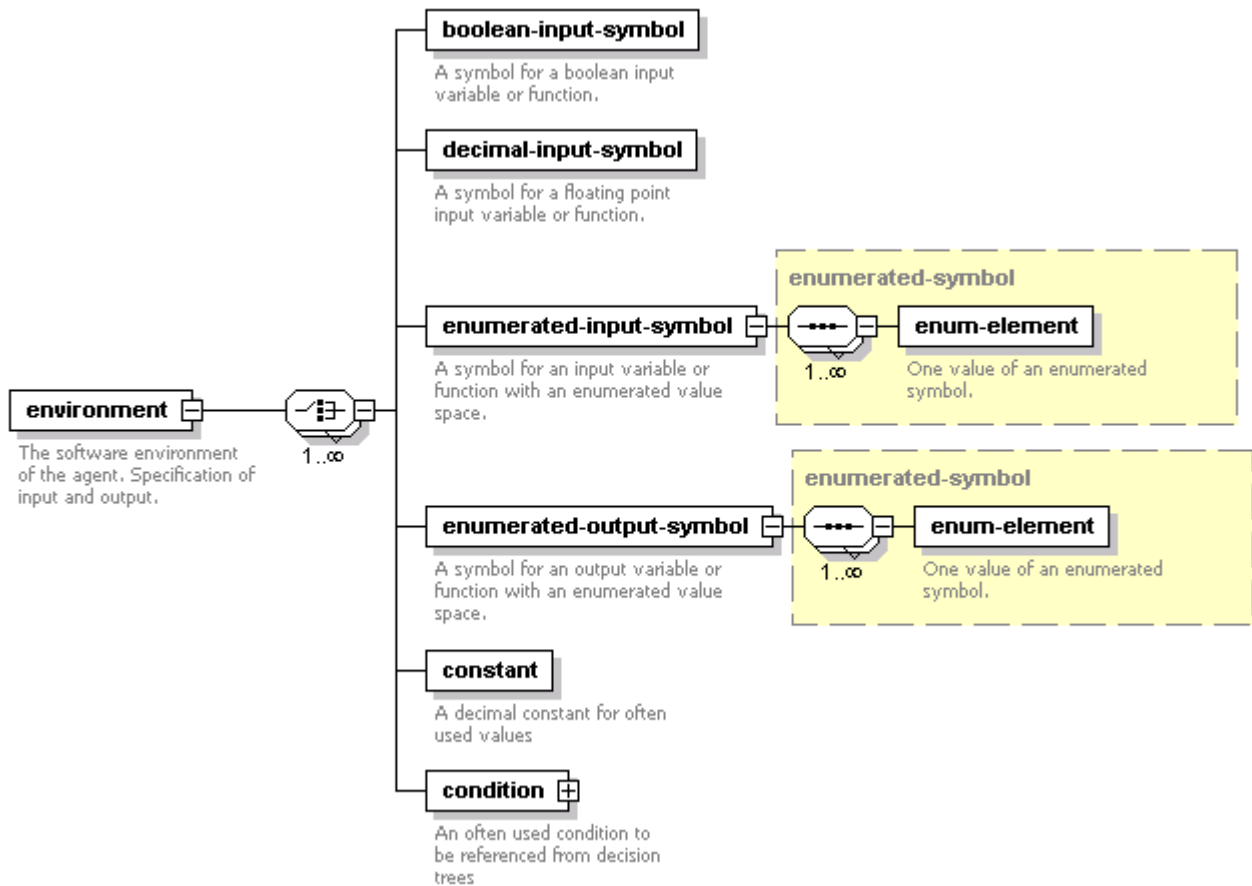 boolean-input-symbol
A symbol for a boolean input
variable or function.
decimal-input-symbol
A symbol for a floating point
input variable or function.
enumerated-symbol
enumerated-input-symbol
enum-element
A symbol for an input variable or
function with an enumerated value
space.
1..∞
One value of an enumerated
symbol.
environment
The software environment
of the agent. Specification of
input and output.
1..∞
enumerated-symbol
enumerated-output-symbol
enum-element
A symbol for an output variable or
function with an enumerated value
space.
1..∞
One value of an enumerated
symbol.
constant
A decimal constant for often
used values
condition
An often used condition to
be referenced from decision
trees